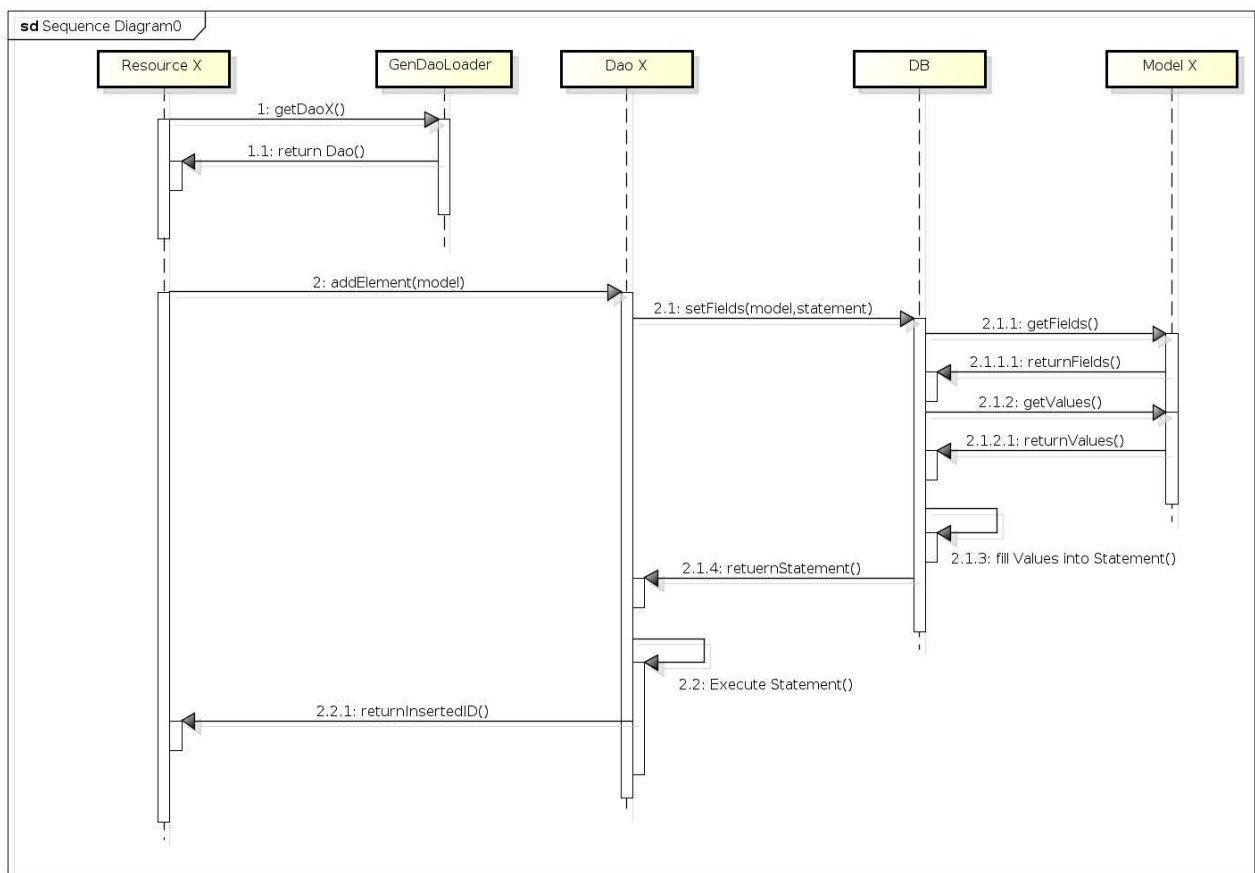 sd Sequence Diagram0
Resource X
GenDaoLoader
Dao X
DB
Model X
1: getDaoX()
1.1: return Dao()
2: addElement(model)
2.1: setFields(model,statement)
2.1.1: getFields()
2.1.1.1: returnFields()
2.1.2: getValues()
2.1.2.1: returnValues()
2.1.3: fill Values into Statement()
2.1.4: retuernStatement()
2.2: Execute Statement()
2.2.1: returnInsertedID()